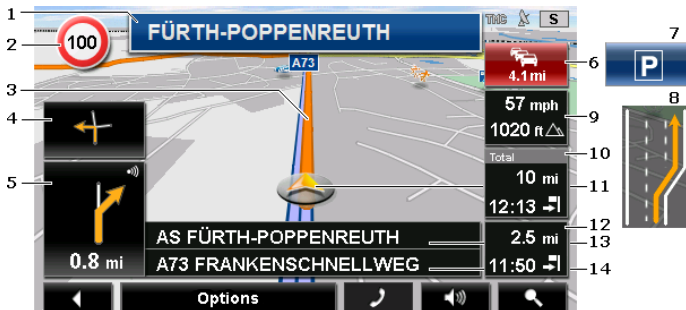 1
FÜRTH-POPPENREUTH
TMC
S
7
2
100
A73
4.1 mi
6
P
8
3
57 mph
1020 ft
9
4
Total
10
5
10 mi
12:13
11
AS FÜRTH-POPPENREUTH
2.5 mi
12
13
0.8 mi
A73 FRANKENSCHNELLWEG
11:50
14
Options